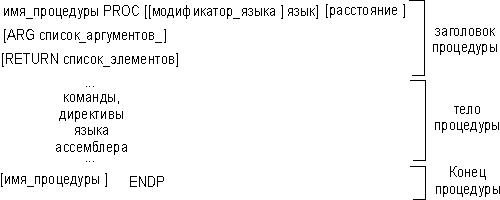 имя_процедуры PROC [[модификатор_языка ] язык] [расстояние ]
[ARG список_аргументов_]
[RETURN список_элементов]
заголовок
процедуры
...
команды,
директивы
языка
ассемблера
...
тело
процедуры
[имя_процедуры ] ENDP
Конец
процедуры